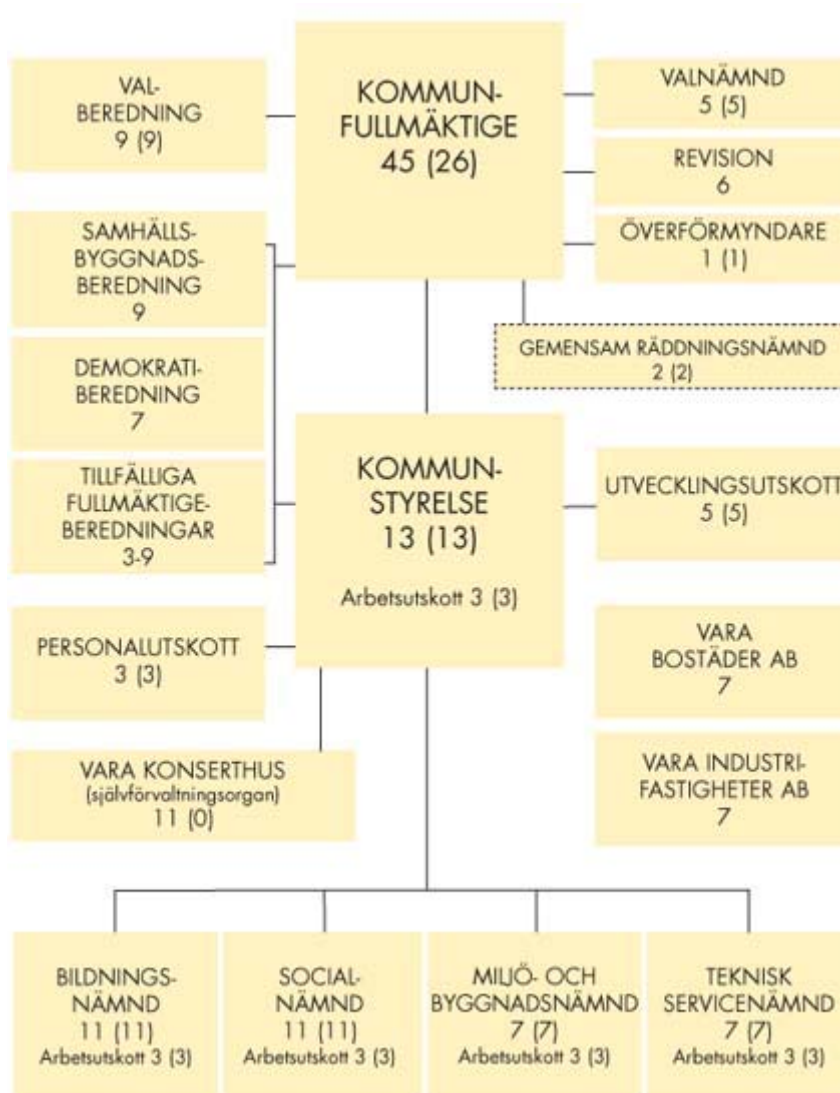 VAL-
BEREDNING
9 (9)
KOMMUN-
FULLMÄKTIGE
45 (26)
VALNÄMND
5 (5)
REVISION
6
ÖVERFÖRMYNDARE
1 (1)
SAMHÄLLS-
BYGGNADS-
BEREDNING
9
GEMENSAM RÄDDNINGSNÄMND
2 (2)
DEMOKRATI-
BEREDNING
7
TILLFÄLLIGA
FULLMÄKTIGE-
BEREDNINGAR
3-9
KOMMUN-
STYRELSE
13 (13)
Arbetsutskott 3 (3)
UTVECKLINGSUTSKOTT
5 (5)
PERSONALUTSKOTT
3 (3)
VARA
BOSTÄDER AB
7
VARA KONSERTHUS
(självförvaltningsorgan)
11 (0)
VARA INDUSTRI-
FASTIGHETER AB
7
BILDNINGS-
NÄMND
11 (11)
Arbetsutskott 3 (3)
SOCIAL-
NÄMND
11 (11)
Arbetsutskott 3 (3)
MILJÖ- OCH
BYGGNADSNÄMND
7 (7)
Arbetsutskott 3 (3)
TEKNISK
SERVICENÄMND
7 (7)
Arbetsutskott 3 (3)